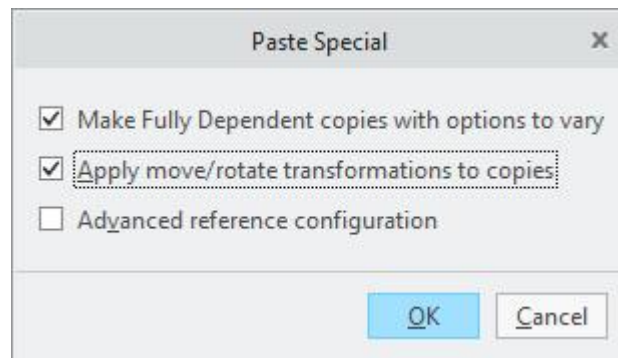 Paste Special
Make Fully Dependent copies with options to vary
Apply move/rotate transformations to copies
Advanced reference configuration
OK Cancel